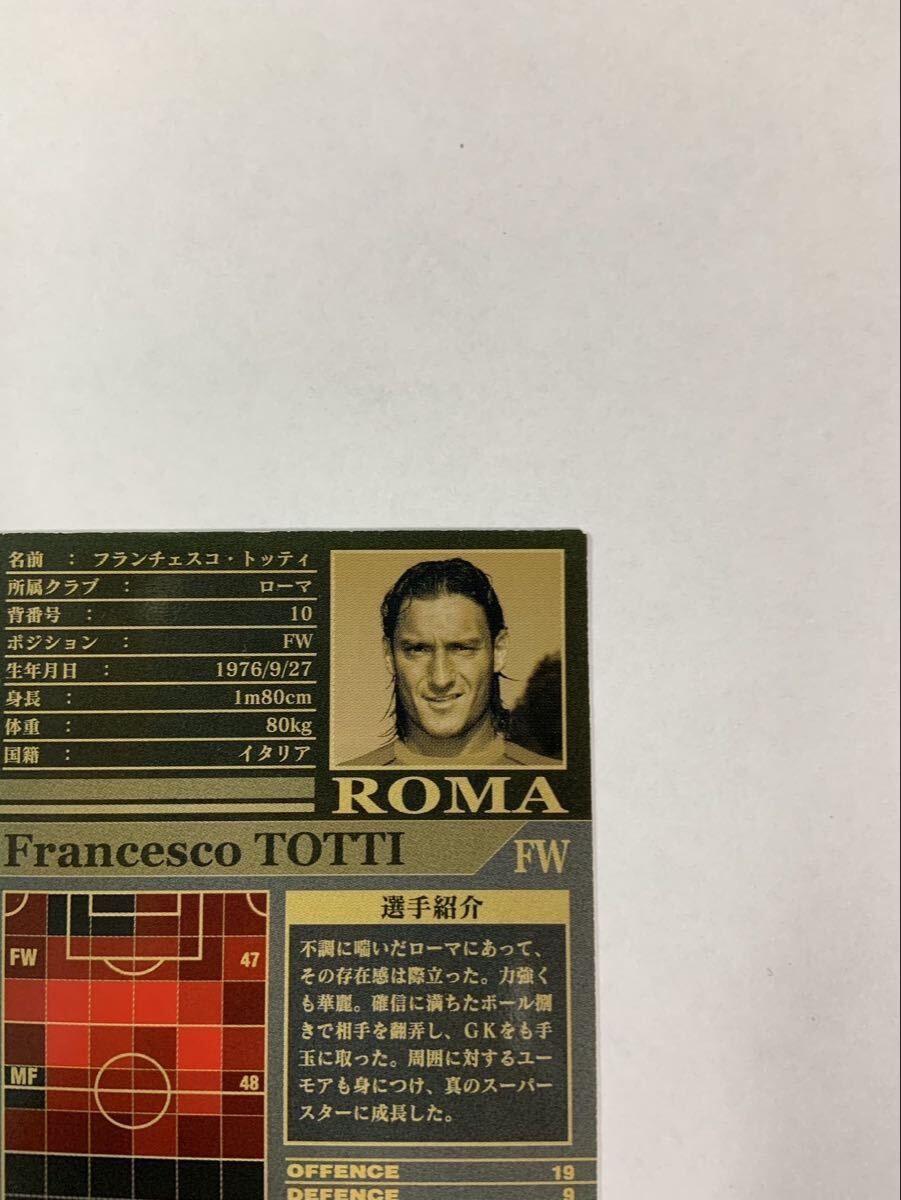 名前 ： フランチェスコ・トッティ
所属クラブ ： ローマ
背番号 ： 10
ポジション ： FW
生年月日 ： 1976/9/27
身長 ： 1m80cm
体重 ： 80kg
国籍 ： イタリア
ROMA
Francesco TOTTI
FW
FW 47
MF 48
選手紹介
不調に喘いだローマにあって、
その存在感は際立った。力強く
も華麗。確信に満ちたボール捌
きで相手を翻弄し、GKをも手
玉に取った。周囲に対するユー
モアも身につけ、真のスーパー
スターに成長した。
OFFENCE 19
DEFENCE 9